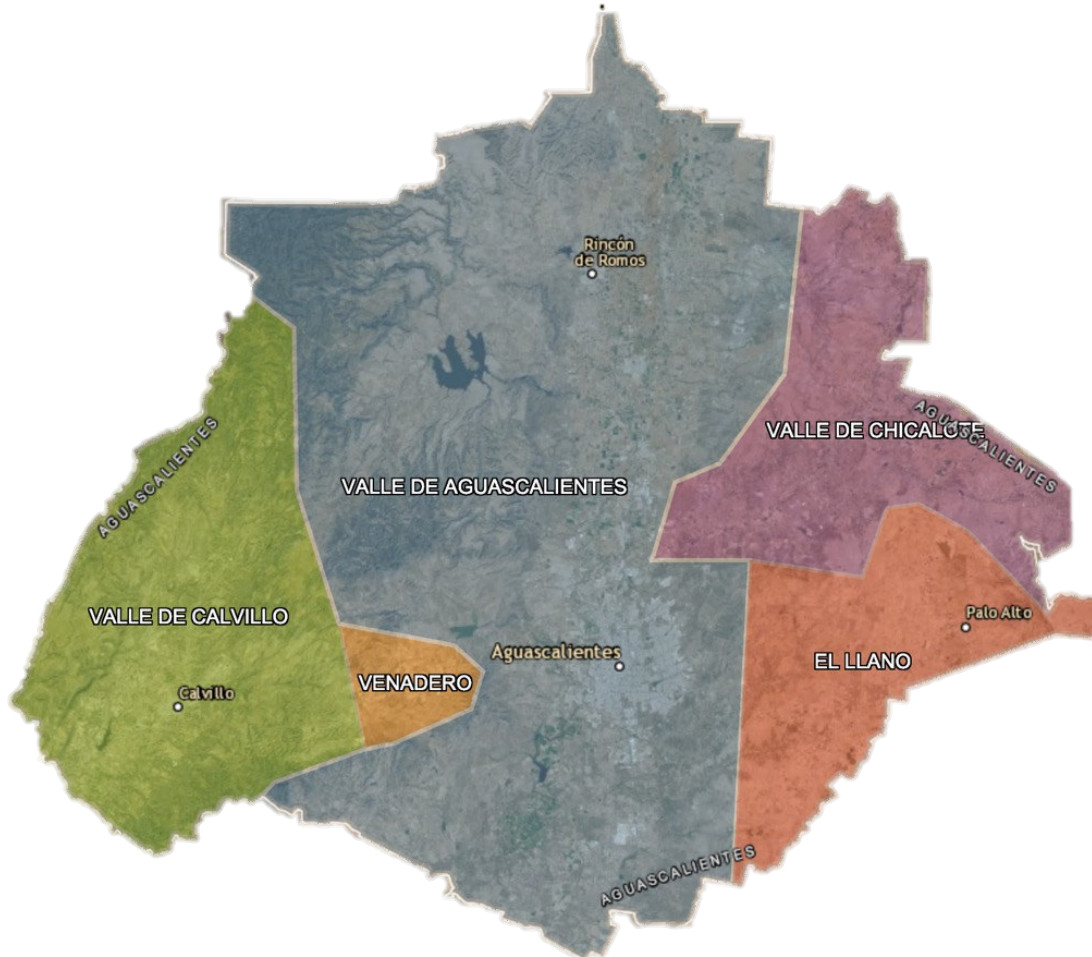 Rincón
de Romos
AGUASCALIENTES
VALLE DE CHICALOTE
AGUASCALIENTES
VALLE DE AGUASCALIENTES
VALLE DE CALVILLO
Palo Alto
Aguascalientes
EL LLANO
VENADERO
Calvillo
AGUASCALIENTES